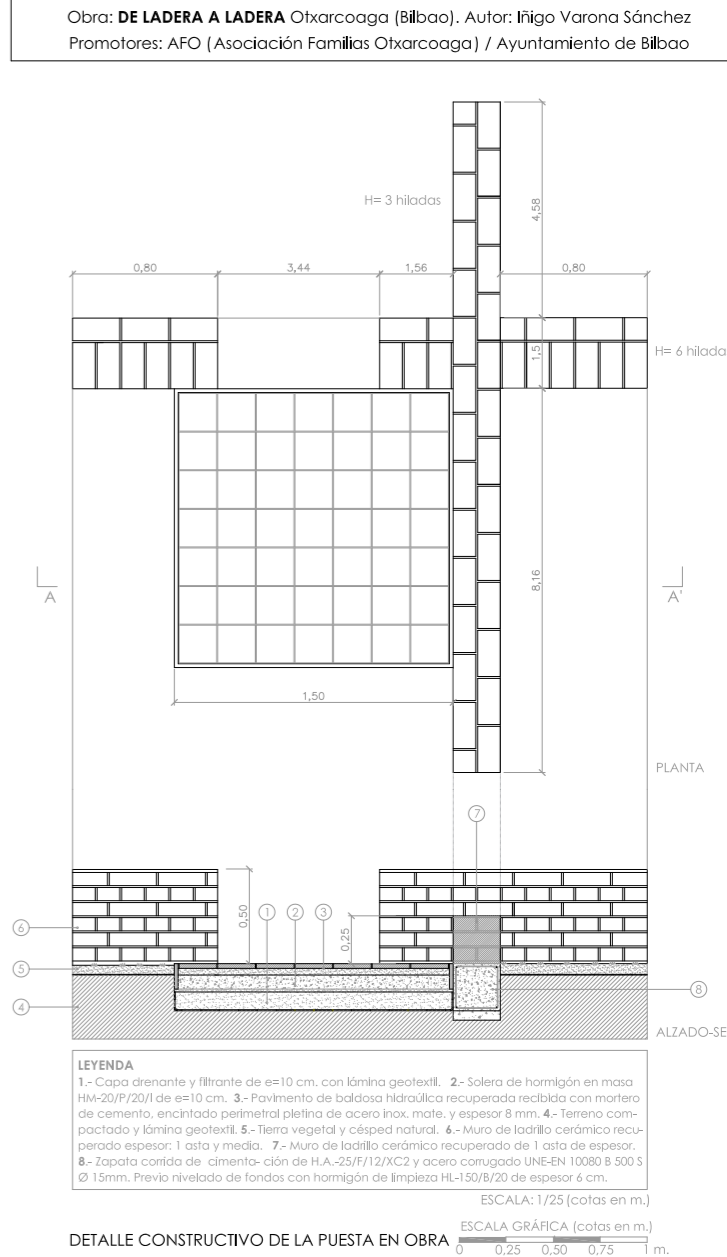 Obra: DE LADERA A LADERA Otxarcoaga (Bilbao). Autor: Iñigo Varona Sánchez
Promotores: AFO (Asociación Familias Otxarcoaga) / Ayuntamiento de Bilbao
H= 3 hiladas
4,58
0,80
3,44
1,56
0,80
1,5
H= 6 hilada
A
A'
8,16
1,50
PLANTA
7
0,50
1
2
3
0,25
6
5
4
8
ALZADO-SE
LEYENDA
1.- Capa drenante y filtrante de e=10 cm. con lámina geotextil. 2.- Solera de hormigón en masa
HM-20/P/20/I de e=10 cm. 3.- Pavimento de baldosa hidraúlica recuperada recibida con mortero
de cemento, encintado perimetral pletina de acero inox. mate. y espesor 8 mm. 4.- Terreno com-
pactado y lámina geotextil. 5.- Tierra vegetal y césped natural. 6.- Muro de ladrillo cerámico recu-
perado espesor: 1 asta y media. 7.- Muro de ladrillo cerámico recuperado de 1 asta de espesor.
8.- Zapata corrida de cimenta- ción de H.A.-25/F/12/XC2 y acero corrugado UNE-EN 10080 B 500 S
Ø 15mm. Previo nivelado de fondos con hormigón de limpieza HL-150/B/20 de espesor 6 cm.
ESCALA: 1/25 (cotas en m.)
DETALLE CONSTRUCTIVO DE LA PUESTA EN OBRA
ESCALA GRÁFICA (cotas en m.)
0 0,25 0,50 0,75 1 m.